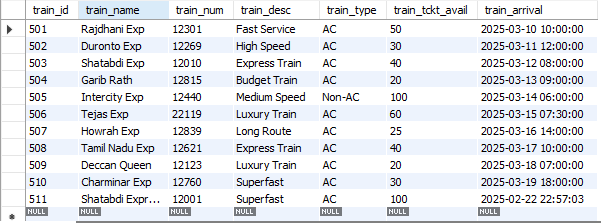 train_id train_name train_num train_desc train_type train_tckt_avail train_arrival
501 Rajdhani Exp 12301 Fast Service AC 50 2025-03-10 10:00:00
502 Duronto Exp 12269 High Speed AC 30 2025-03-11 12:00:00
503 Shatabdi Exp 12010 Express Train AC 40 2025-03-12 08:00:00
504 Garib Rath 12815 Budget Train AC 20 2025-03-13 09:00:00
505 Intercity Exp 12440 Medium Speed Non-AC 100 2025-03-14 06:00:00
506 Tejas Exp 22119 Luxury Train AC 60 2025-03-15 07:30:00
507 Howrah Exp 12839 Long Route AC 25 2025-03-16 14:00:00
508 Tamil Nadu Exp 12621 Express Train AC 40 2025-03-17 10:00:00
509 Deccan Queen 12123 Luxury Train AC 20 2025-03-18 07:00:00
510 Charminar Exp 12760 Superfast AC 30 2025-03-19 18:00:00
511 Shatabdi Expr... 12001 Superfast AC 100 2025-02-22 22:57:03
NULL NULL NULL NULL NULL NULL NULL